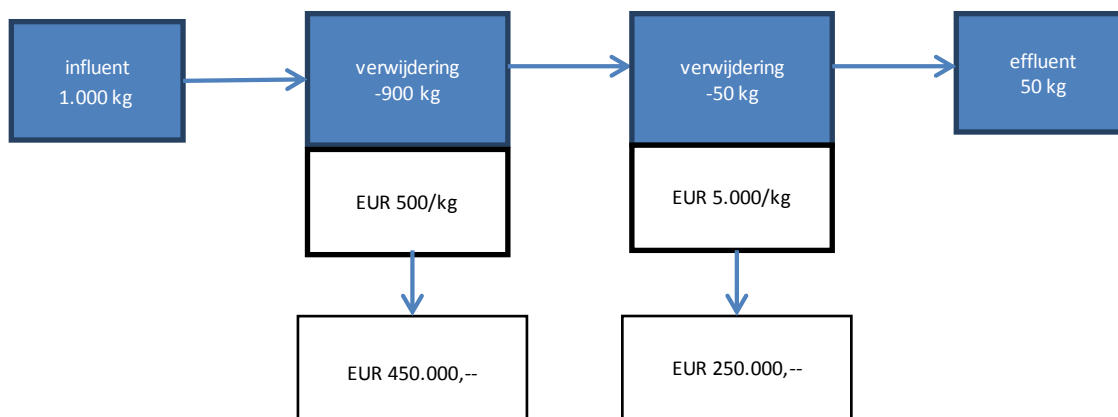 influent
1.000 kg
verwijdering
-900 kg
verwijdering
-50 kg
effluent
50 kg
EUR 500/kg
EUR 5.000/kg
EUR 450.000,--
EUR 250.000,--